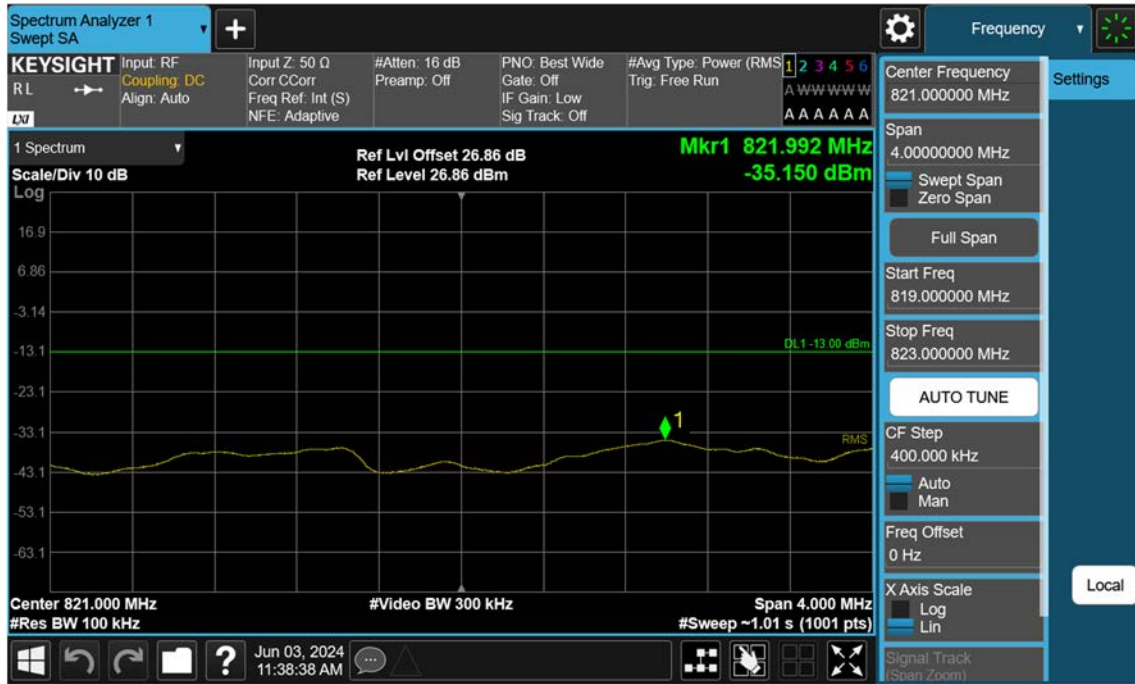 Spectrum Analyzer 1
Swept SA
Frequency
KEYSIGHT
R L
LXI
Input: RF
Coupling: DC
Align: Auto
Input Z: 50 Ω
Corr CCorr
Freq Ref: Int (S)
NFE: Adaptive
#Atten: 16 dB
Preamp: Off
PNO: Best Wide
Gate: Off
IF Gain: Low
Sig Track: Off
#Avg Type: Power (RMS
Trig: Free Run
1 2 3 4 5 6
A W W W W W
A A A A A A
1 Spectrum
Scale/Div 10 dB
Ref Lvl Offset 26.86 dB
Ref Level 26.86 dBm
Mkr1 821.992 MHz
-35.150 dBm
Log
16.9
6.86
-3.14
-13.1
-23.1
-33.1
-43.1
-53.1
-63.1
DL1 -13.00 dBm
1
RMS
Center 821.000 MHz
#Video BW 300 kHz
Span 4.000 MHz
#Res BW 100 kHz
#Sweep ~1.01 s (1001 pts)
Jun 03, 2024
11:38:38 AM
Center Frequency
821.000000 MHz
Span
4.00000000 MHz
Swept Span
Zero Span
Full Span
Start Freq
819.000000 MHz
Stop Freq
823.000000 MHz
AUTO TUNE
CF Step
400.000 kHz
Auto
Man
Freq Offset
0 Hz
X Axis Scale
Log
Lin
Signal Track
(Span Zoom)
Settings
Local